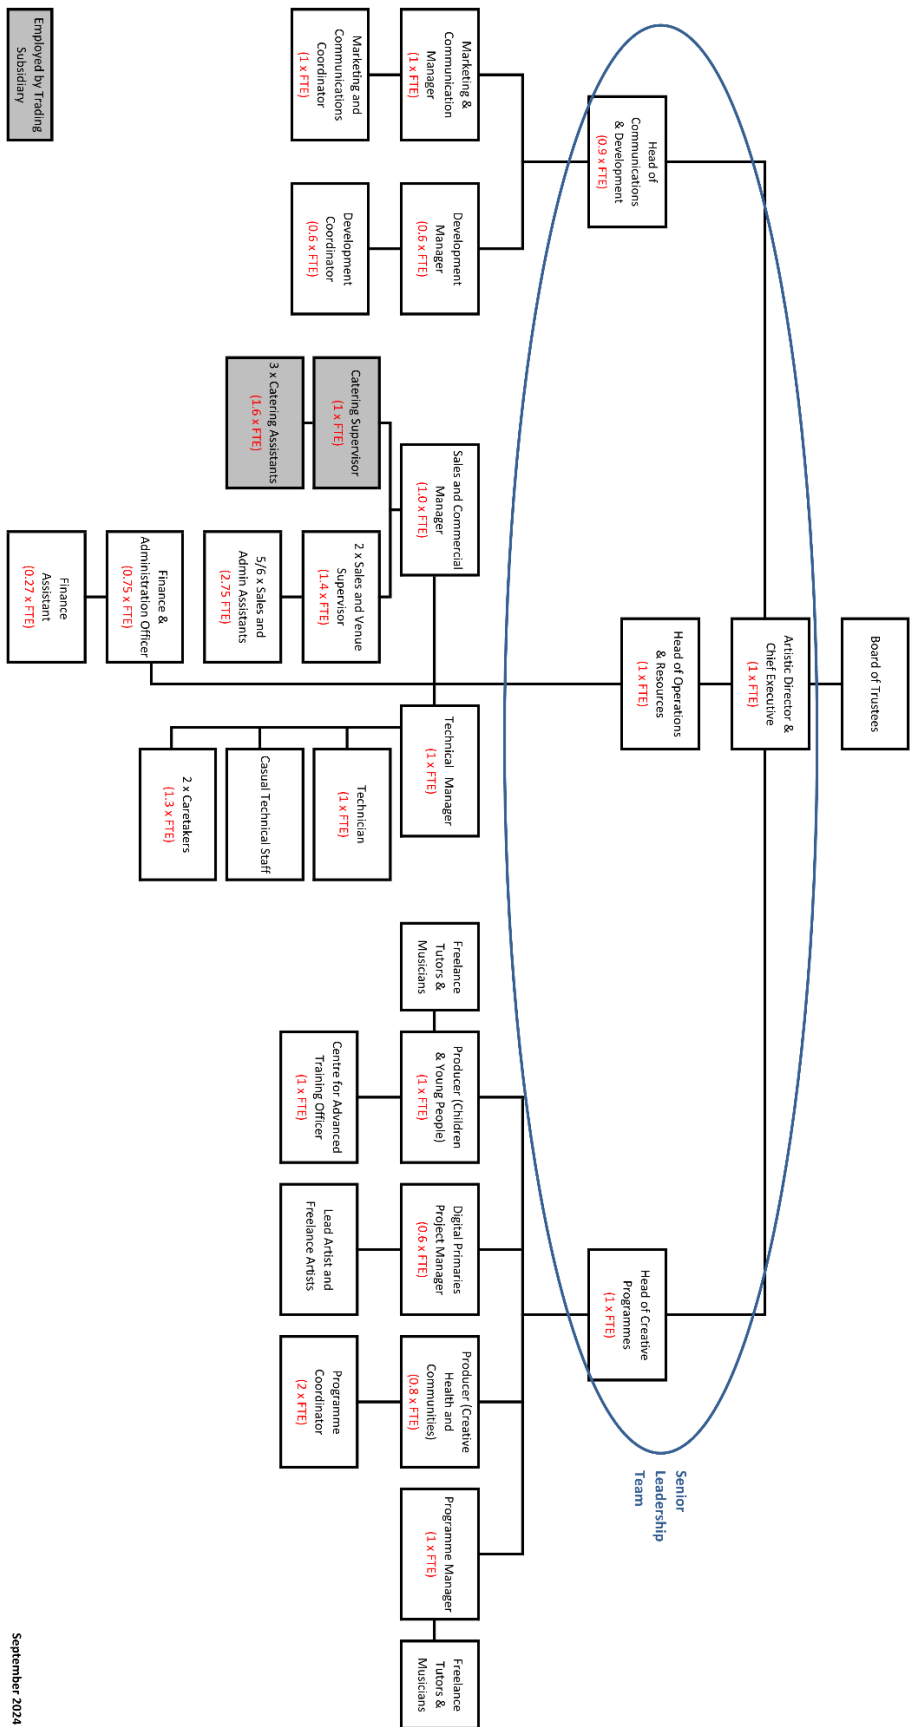 Board of Trustees
Artistic Director &
Chief Executive
(1 x FTE)
Senior
Leadership
Team
Head of
Communications
& Development
(0.9 x FTE)
Head of Operations
& Resources
(1 x FTE)
Head of Creative
Programmes
(1 x FTE)
Marketing &
Communication
Manager
(1 x FTE)
Development
Manager
(0.6 x FTE)
Sales and Commercial
Manager
(1.0 x FTE)
Technical Manager
(1 x FTE)
Freelance
Tutors &
Musicians
Producer (Children
& Young People)
(1 x FTE)
Digital Primaries
Project Manager
(0.6 x FTE)
Producer (Creative
Health and
Communities)
(0.8 x FTE)
Programme Manager
(1 x FTE)
Freelance
Tutors &
Musicians
Marketing and
Communications
Coordinator
(1 x FTE)
Development
Coordinator
(0.6 x FTE)
Catering Supervisor
(1 x FTE)
2 x Sales and Venue
Supervisor
(1.4 x FTE)
Technician
(1 x FTE)
Centre for Advanced
Training Officer
(1 x FTE)
Lead Artist and
Freelance Artists
Programme
Coordinator
(2 x FTE)
3 x Catering Assistants
(1.6 x FTE)
5/6 x Sales and
Admin Assistants
(2.75 FTE)
Casual Technical Staff
Finance &
Administration Officer
(0.75 x FTE)
2 x Caretakers
(1.3 x FTE)
Finance
Assistant
(0.27 x FTE)
Employed by Trading
Subsidiary
September 2024